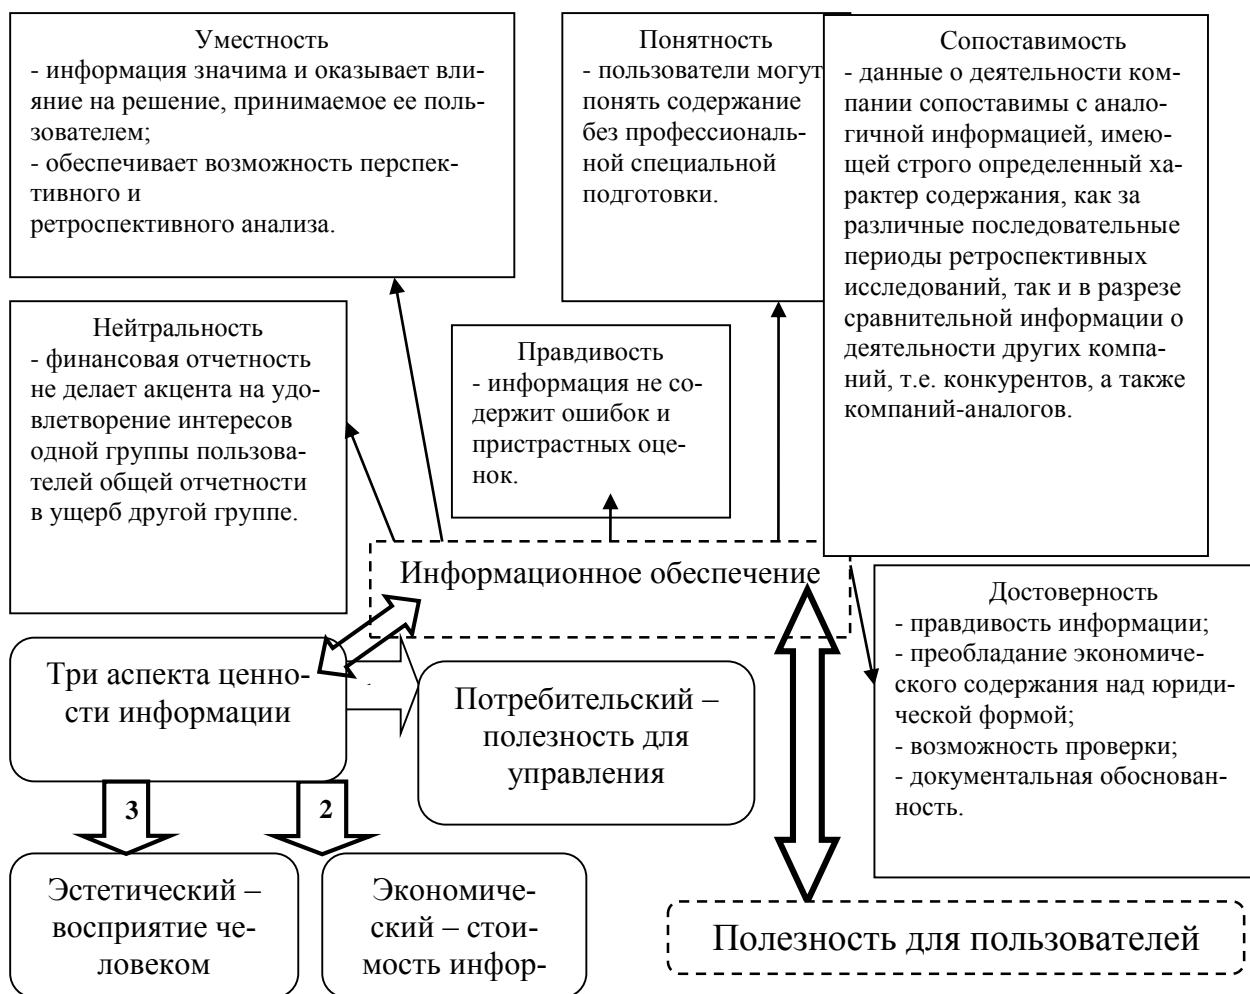 Уместность
- информация значима и оказывает вли-
яние на решение, принимаемое ее поль-
зователем;
- обеспечивает возможность перспек-
тивного и
ретроспективного анализа.
Понятность
- пользователи могут
понять содержание
без профессиональ-
ной специальной
подготовки.
Сопоставимость
- данные о деятельности ком-
пании сопоставимы с анало-
гичной информацией, имею-
щей строго определенный ха-
рактер содержания, как за
различные последовательные
периоды ретроспективных
исследований, так и в разрезе
сравнительной информации о
деятельности других компа-
ний, т.е. конкурентов, а также
компаний-аналогов.
Нейтральность
- финансовая отчетность
не делает акцента на удо-
влетворение интересов
одной группы пользова-
телей общей отчетности
в ущерб другой группе.
Правдивость
- информация не со-
держит ошибок и
пристрастных оце-
нок.
Информационное обеспечение
Достоверность
- правдивость информации;
- преобладание экономиче-
ского содержания над юриди-
ческой формой;
- возможность проверки;
- документальная обоснован-
ность.
Три аспекта ценно-
сти информации
Потребительский –
полезность для
управления
3
2
Эстетический –
восприятие че-
ловеком
Экономиче-
ский – стои-
мость инфор-
Полезность для пользователей